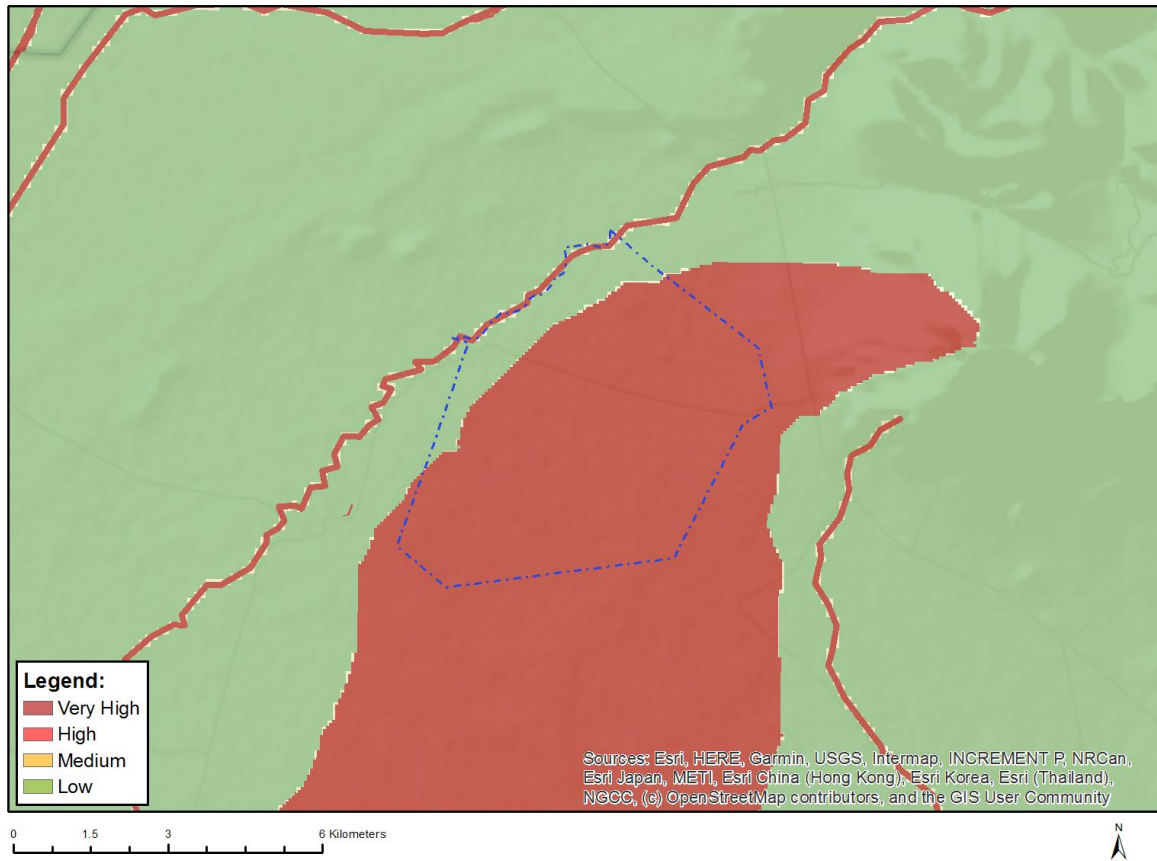 Legend:
Very High
High
Medium
Low
Sources: Esri, HERE, Garmin, USGS, Intermap, INCREMENT P, NRCan,
Esri Japan, METI, Esri China (Hong Kong), Esri Korea, Esri (Thailand),
NGCC, (c) OpenStreetMap contributors, and the GIS User Community
0 1.5 3 6 Kilometers
N